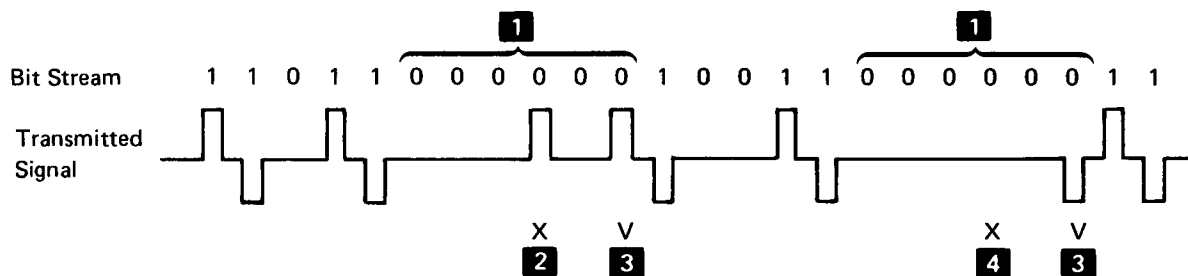 1 1
Bit Stream 1 1 0 1 1 0 0 0 0 0 0 1 0 0 1 1 0 0 0 0 0 0 1 1
Transmitted
Signal
X V X V
2 3 4 3